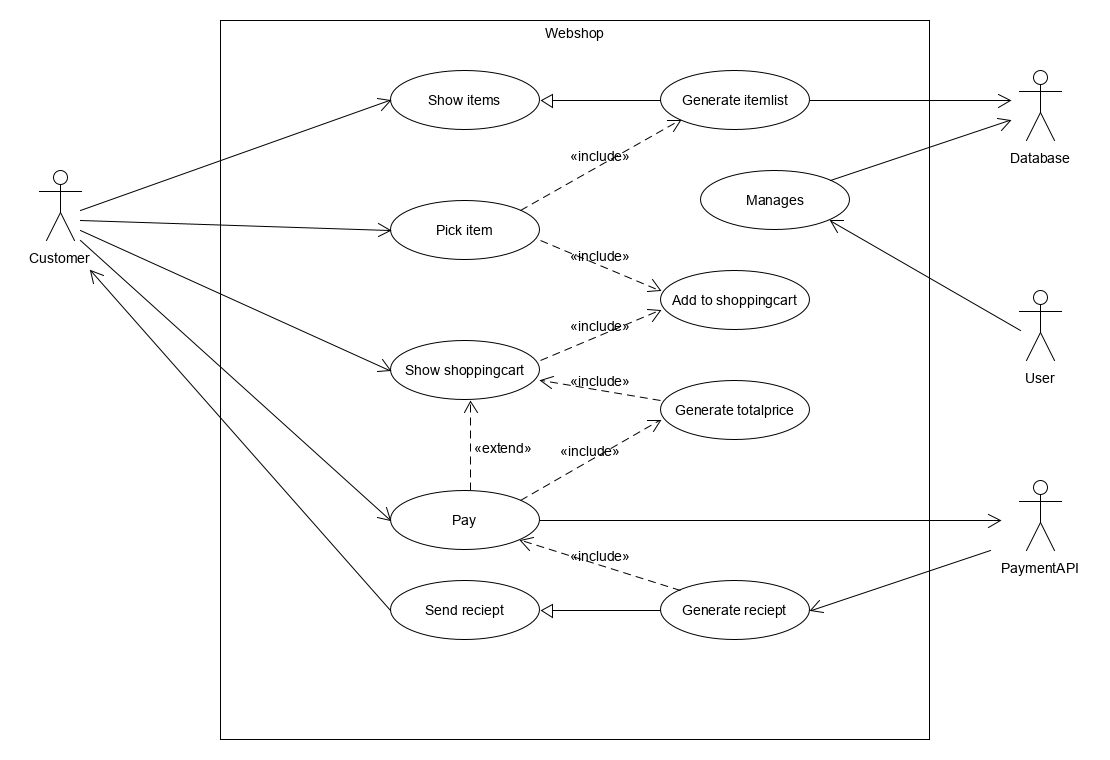 Webshop
Show items
Generate itemlist
Database
«include»
Customer
Manages
Pick item
«include»
Add to shoppingcart
«include»
User
Show shoppingcart
«include»
Generate totalprice
«extend»
«include»
Pay
PaymentAPI
«include»
Send reciept
Generate reciept